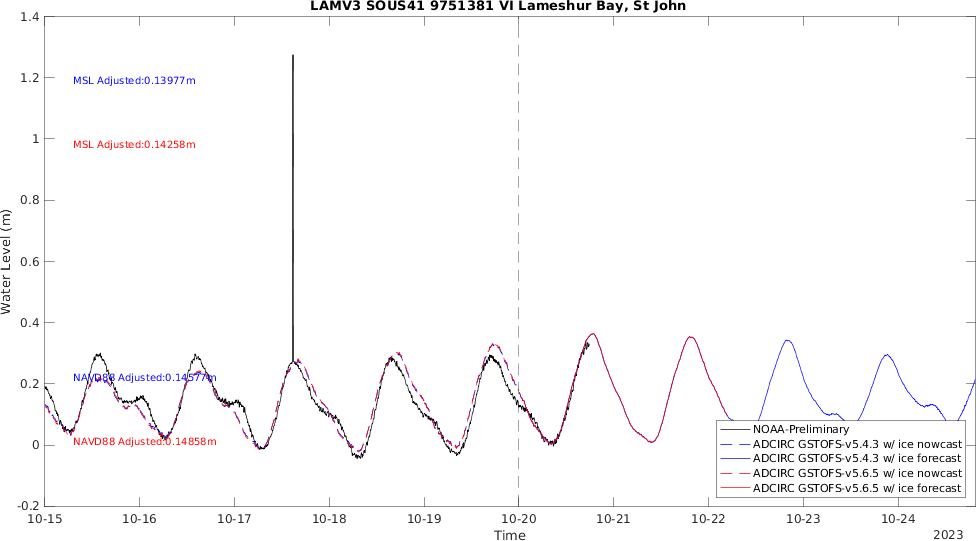 LAMV3 SOUS41 9751381 VI Lameshur Bay, St John
1.4
1.2
1
0.8
0.6
0.4
0.2
0
-0.2
Water Level (m)
MSL Adjusted:0.13977m
MSL Adjusted:0.14258m
NAVD88 Adjusted:0.14577m
NAVD88 Adjusted:0.14858m
NOAA-Preliminary
ADCIRC GSTOFS-v5.4.3 w/ ice nowcast
ADCIRC GSTOFS-v5.4.3 w/ ice forecast
ADCIRC GSTOFS-v5.6.5 w/ ice nowcast
ADCIRC GSTOFS-v5.6.5 w/ ice forecast
10-15 10-16 10-17 10-18 10-19 10-20 10-21 10-22 10-23 10-24
Time
2023